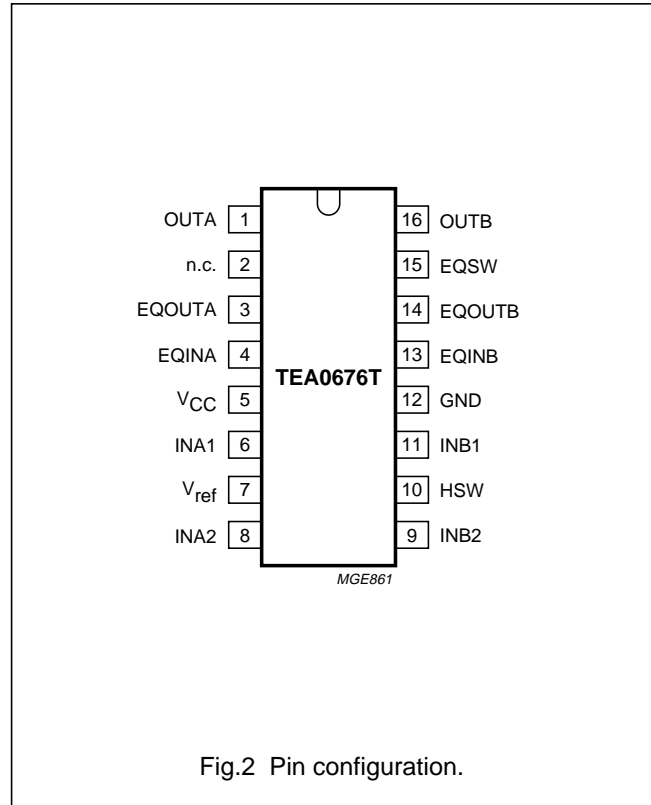 OUTA 1 16 OUTB
n.c. 2 15 EQSW
EQOUTA 3 14 EQOUTB
EQINA 4 13 EQINB
TEA0676T
VCC 5 12 GND
INA1 6 11 INB1
Vref 7 10 HSW
INA2 8 9 INB2
MGE861
Fig.2 Pin configuration.